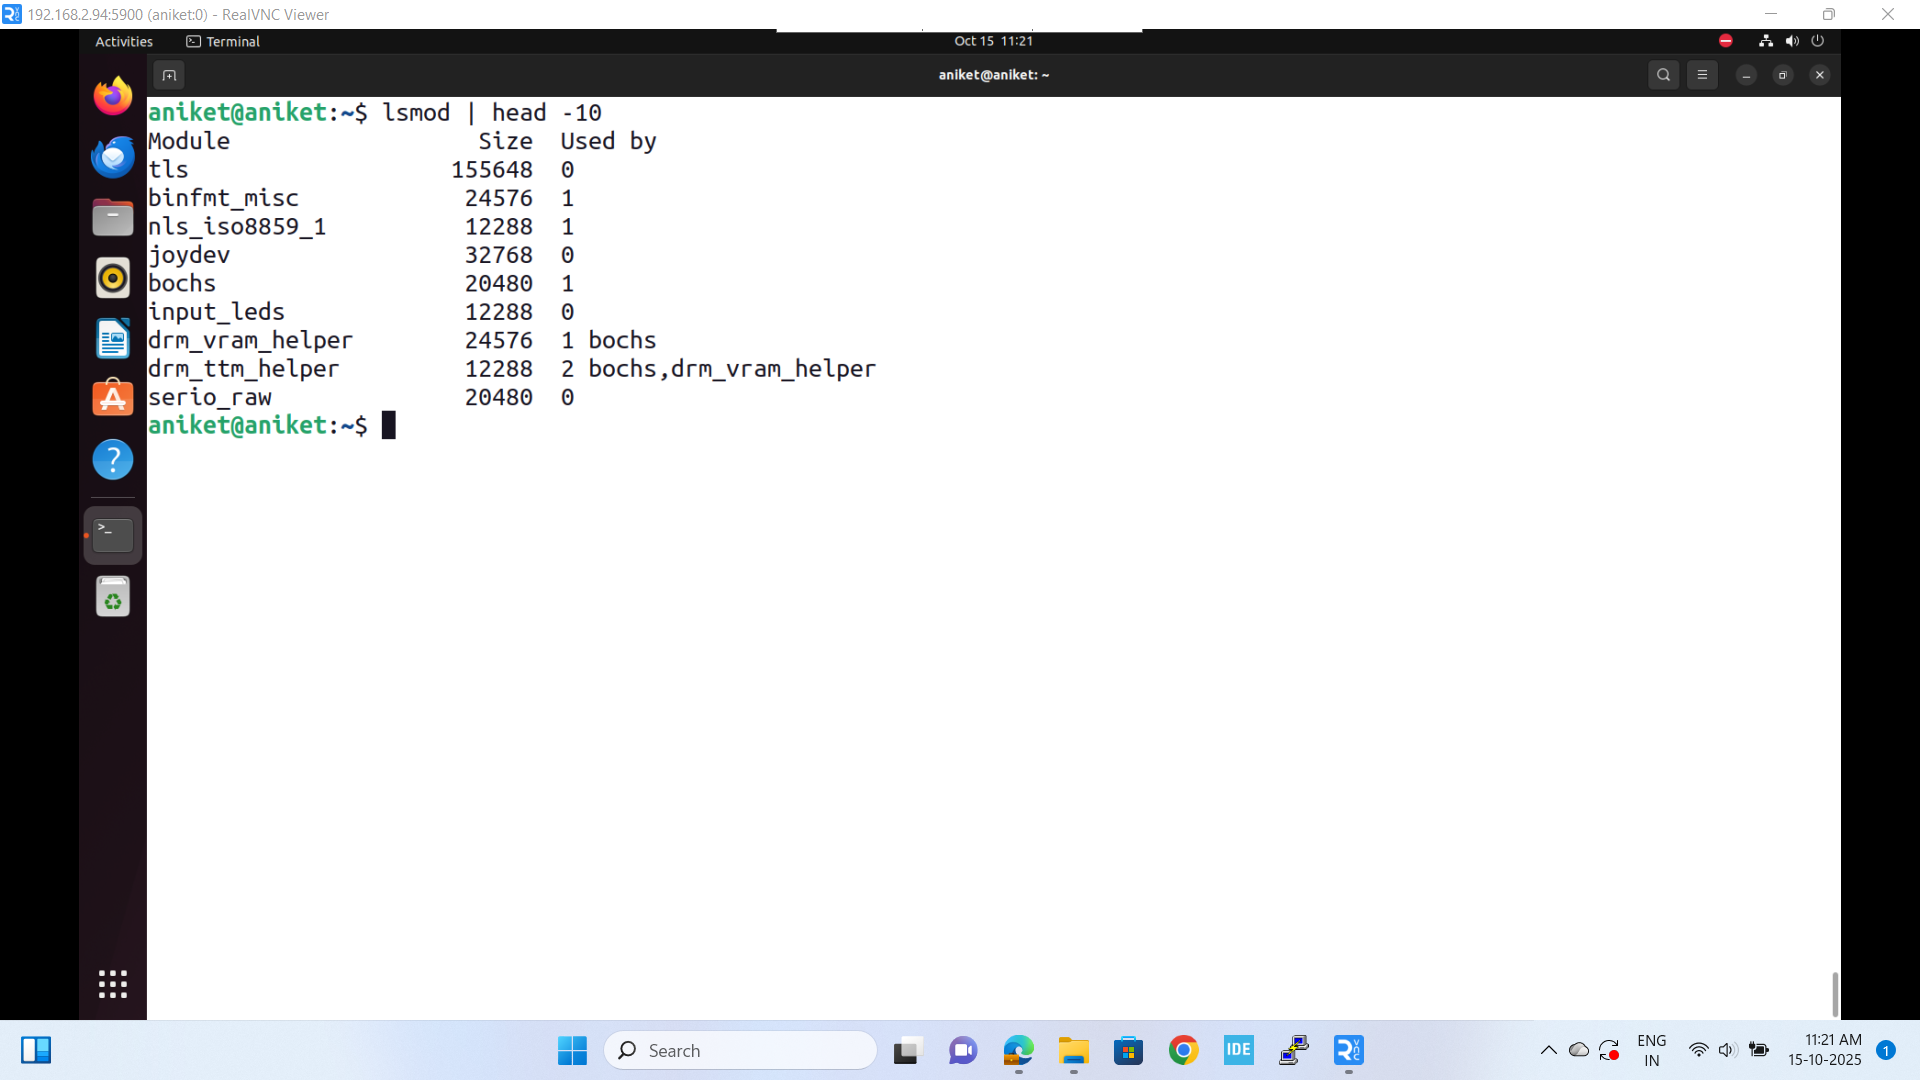 192.168.2.94:5900 (aniket:0) - RealVNC Viewer
Activities Terminal Oct 15 11:21
aniket@aniket: ~
aniket@aniket:~$ lsmod | head -10
Module Size Used by
tls 155648 0
binfmt_misc 24576 1
nls_iso8859_1 12288 1
joydev 32768 0
bochs 20480 1
input_leds 12288 0
drm_vram_helper 24576 1 bochs
drm_ttm_helper 12288 2 bochs,drm_vram_helper
serio_raw 20480 0
aniket@aniket:~$
Search
IDE
ENG
IN
11:21 AM
15-10-2025
1